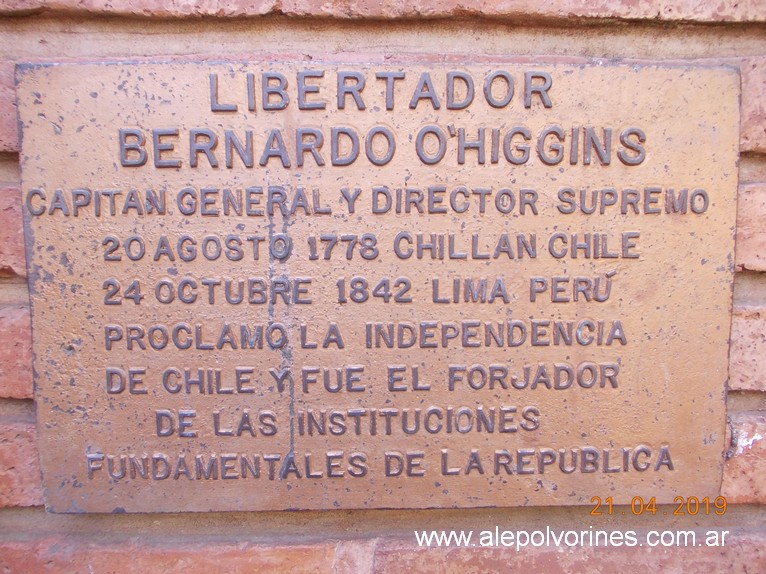 LIBERTADOR
BERNARDO O'HIGGINS
CAPITAN GENERAL Y DIRECTOR SUPREMO
20 AGOSTO 1778 CHILLAN CHILE
24 OCTUBRE 1842 LIMA PERÚ
PROCLAMO LA INDEPENDENCIA
DE CHILE Y FUE EL FORJADOR
DE LAS INSTITUCIONES
FUNDAMENTALES DE LA REPUBLICA
21 04 2019
www.alepolvorines.com.ar